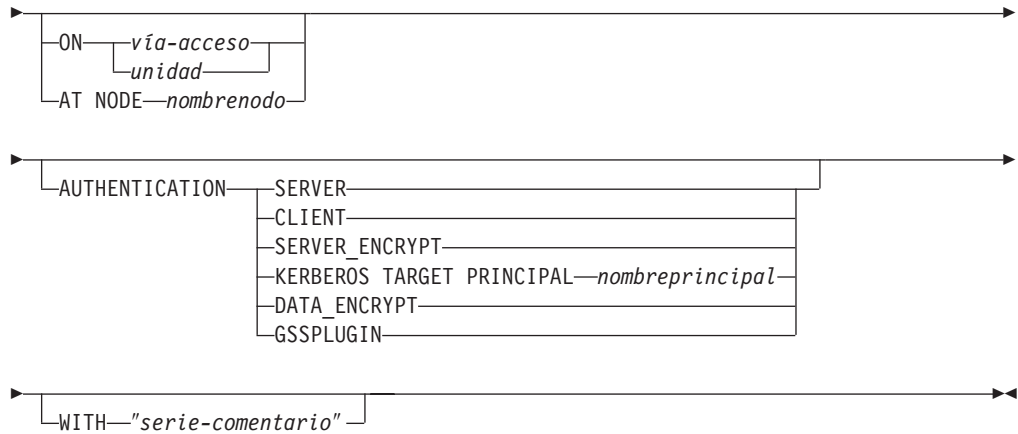 ON vía-acceso
unidad
AT NODE nombrenodo
AUTHENTICATION SERVER
CLIENT
SERVER_ENCRYPT
KERBEROS TARGET PRINCIPAL nombreprincipal
DATA_ENCRYPT
GSSPLUGIN
WITH "serie-comentario"